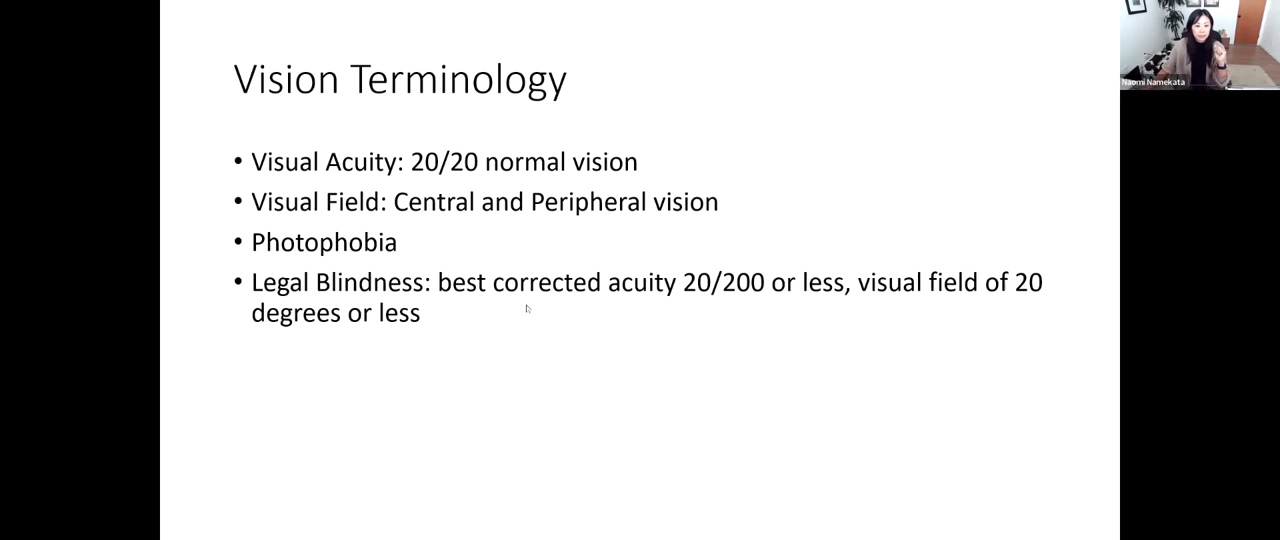 Vision Terminology
• Visual Acuity: 20/20 normal vision
• Visual Field: Central and Peripheral vision
• Photophobia
• Legal Blindness: best corrected acuity 20/200 or less, visual field of 20
degrees or less
Naomi Namekata